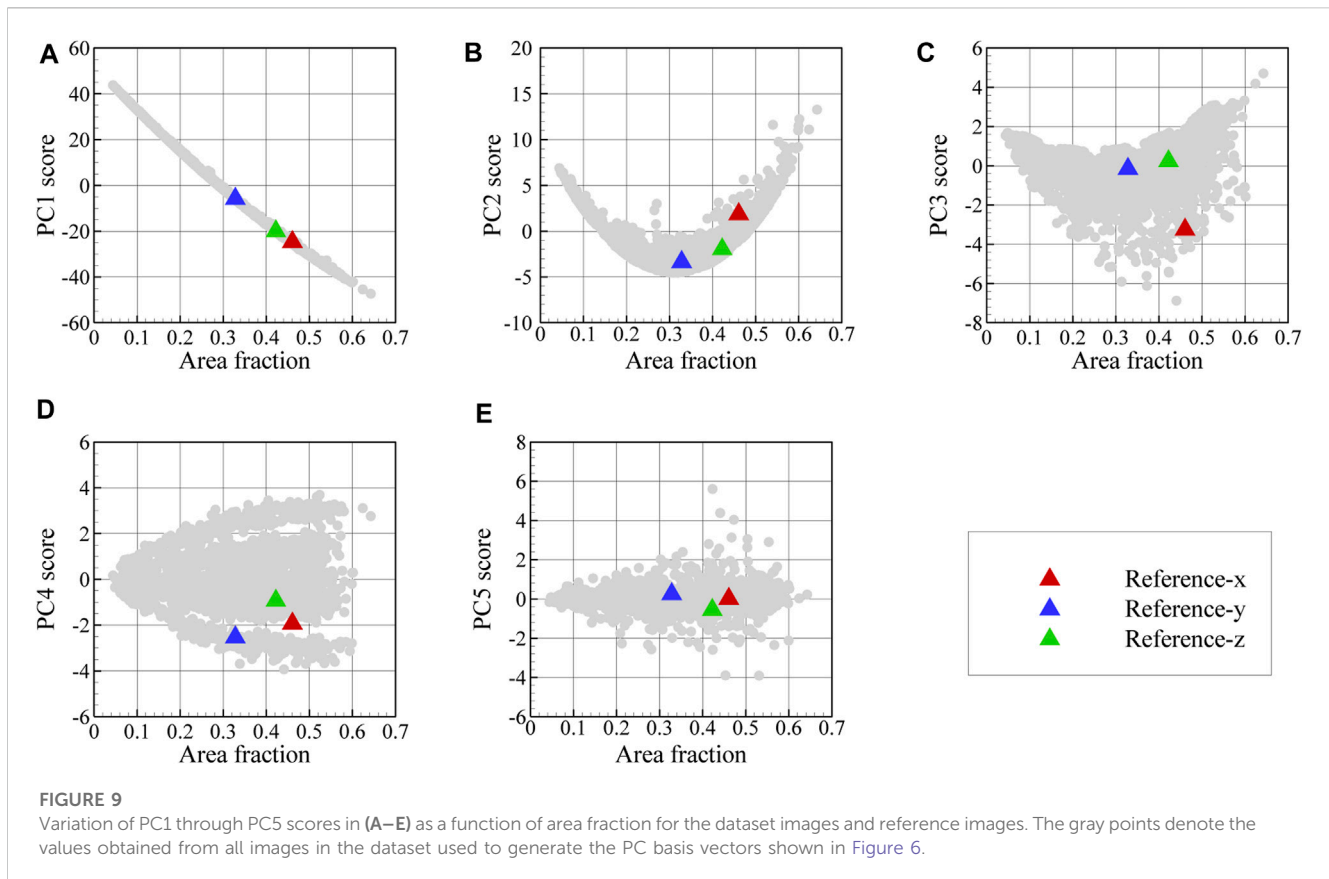 A
60
40
20
0
-20
-40
-60
PC1 score
0 0.1 0.2 0.3 0.4 0.5 0.6 0.7
Area fraction
B
20
15
10
5
0
-5
-10
PC2 score
0 0.1 0.2 0.3 0.4 0.5 0.6 0.7
Area fraction
C
6
4
2
0
-2
-4
-6
-8
PC3 score
0 0.1 0.2 0.3 0.4 0.5 0.6 0.7
Area fraction
D
6
4
2
0
-2
-4
-6
PC4 score
0 0.1 0.2 0.3 0.4 0.5 0.6 0.7
Area fraction
E
8
6
4
2
0
-2
-4
-6
PC5 score
0 0.1 0.2 0.3 0.4 0.5 0.6 0.7
Area fraction
Reference-x
Reference-y
Reference-z
FIGURE 9
Variation of PC1 through PC5 scores in (A–E) as a function of area fraction for the dataset images and reference images. The gray points denote the
values obtained from all images in the dataset used to generate the PC basis vectors shown in Figure 6.